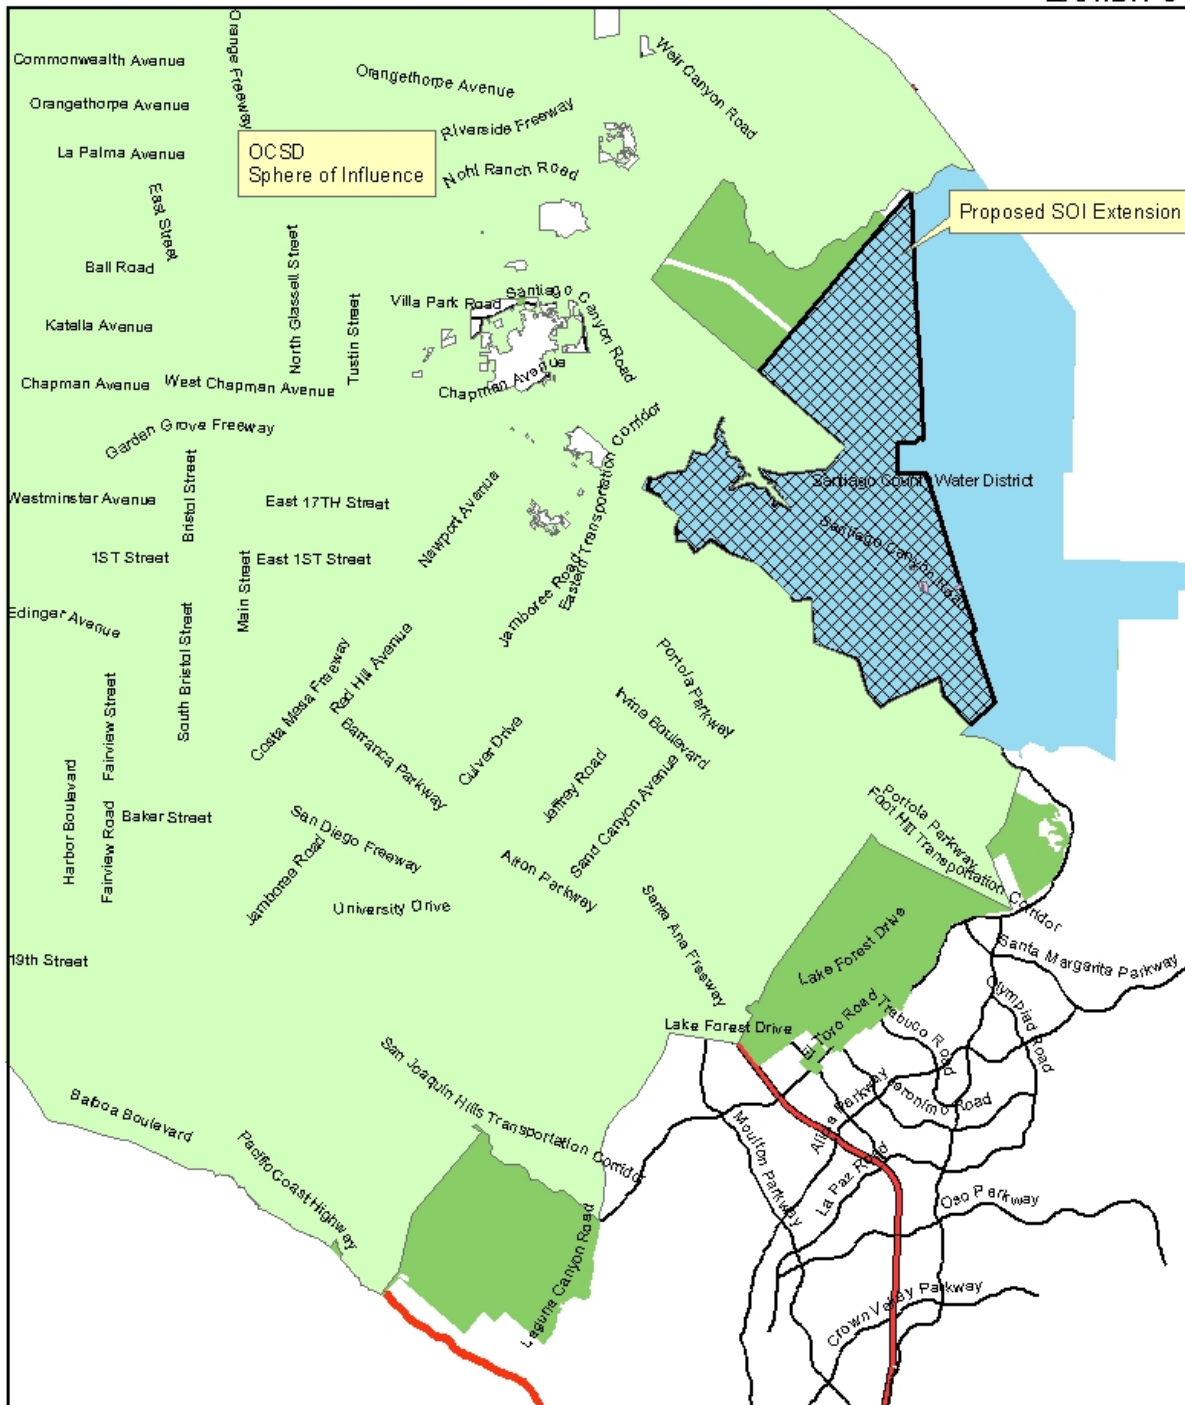 Commonwealth Avenue
Orange Freeway
Orangethorpe Avenue
Weir Canyon Road
Orangethorpe Avenue
Riverside Freeway
La Palma Avenue
OCSD
Sphere of Influence
Nohl Ranch Road
East Street
Proposed SOI Extension
North Glassell Street
Ball Road
Villa Park Road
Santiago Canyon Road
Tustin Street
Katella Avenue
Chapman Avenue
West Chapman Avenue
Chapman Avenue
Garden Grove Freeway
Eastern Transportation Corridor
Bristol Street
Newport Avenue
Santiago County Water District
Westminster Avenue
East 17TH Street
Santiago Canyon Road
1ST Street
East 1ST Street
Main Street
Jamboree Road
Edinger Avenue
South Bristol Street
Costa Mesa Freeway
Red Hill Avenue
Portola Parkway
Fairview Street
Irvine Boulevard
Barranca Parkway
Culver Drive
Harbor Boulevard
Jeffrey Road
Sand Canyon Avenue
Fairview Road
Baker Street
San Diego Freeway
Portola Parkway
Foot Hill Transportation Corridor
Jamboree Road
Alton Parkway
University Drive
Santa Ana Freeway
Lake Forest Drive
19th Street
Santa Margarita Parkway
Olympiad Road
Lake Forest Drive
El Toro Road
Trabuco Road
San Joaquin Hills Transportation Corridor
Balboa Boulevard
Alicia Parkway
Jeronimo Road
Moulton Parkway
Pacific Coast Highway
La Paz Road
Oso Parkway
Laguna Canyon Road
Crown Valley Parkway